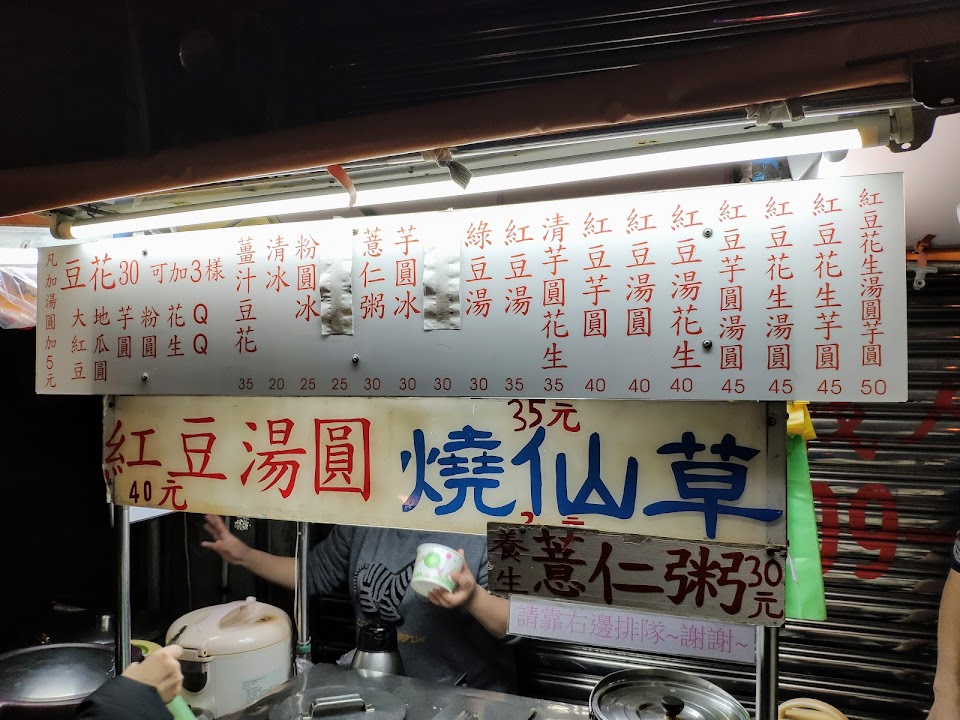 凡加湯圓加5元
豆花30 可加3樣
大紅豆
地瓜圓
芋圓
粉圓
花生
QQ
薑汁豆花 35
清冰 20
粉圓冰 25
25
薏仁粥 30
芋圓冰 30
30
綠豆湯 30
紅豆湯 35
清芋圓花生 35
紅豆芋圓 40
紅豆湯圓 40
紅豆湯花生 40
紅豆芋圓湯圓 45
紅豆花生湯圓 45
紅豆花生芋圓 45
紅豆花生湯圓芋圓 50
紅豆湯圓
40元
35元
燒仙草
養生
薏仁粥30元
請靠右邊排隊~謝謝~